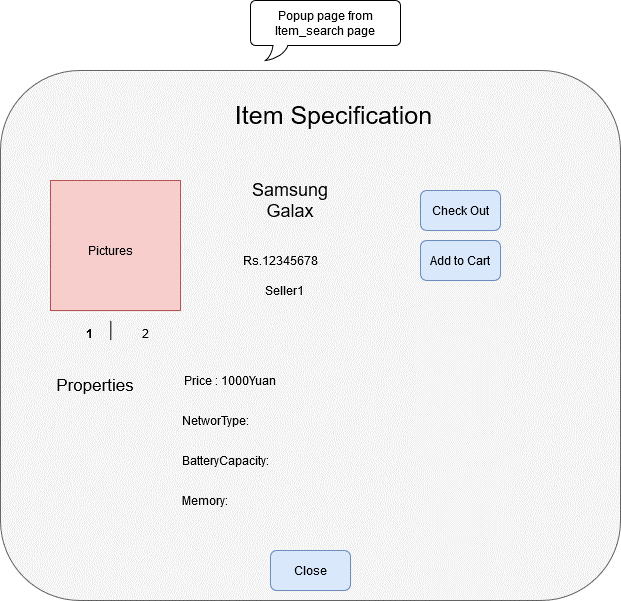 Popup page from
Item_search page
Item Specification
Samsung
Galax
Check Out
Pictures
Rs.12345678
Add to Cart
Seller1
1 | 2
Properties
Price : 1000Yuan
NetworType:
BatteryCapacity:
Memory:
Close